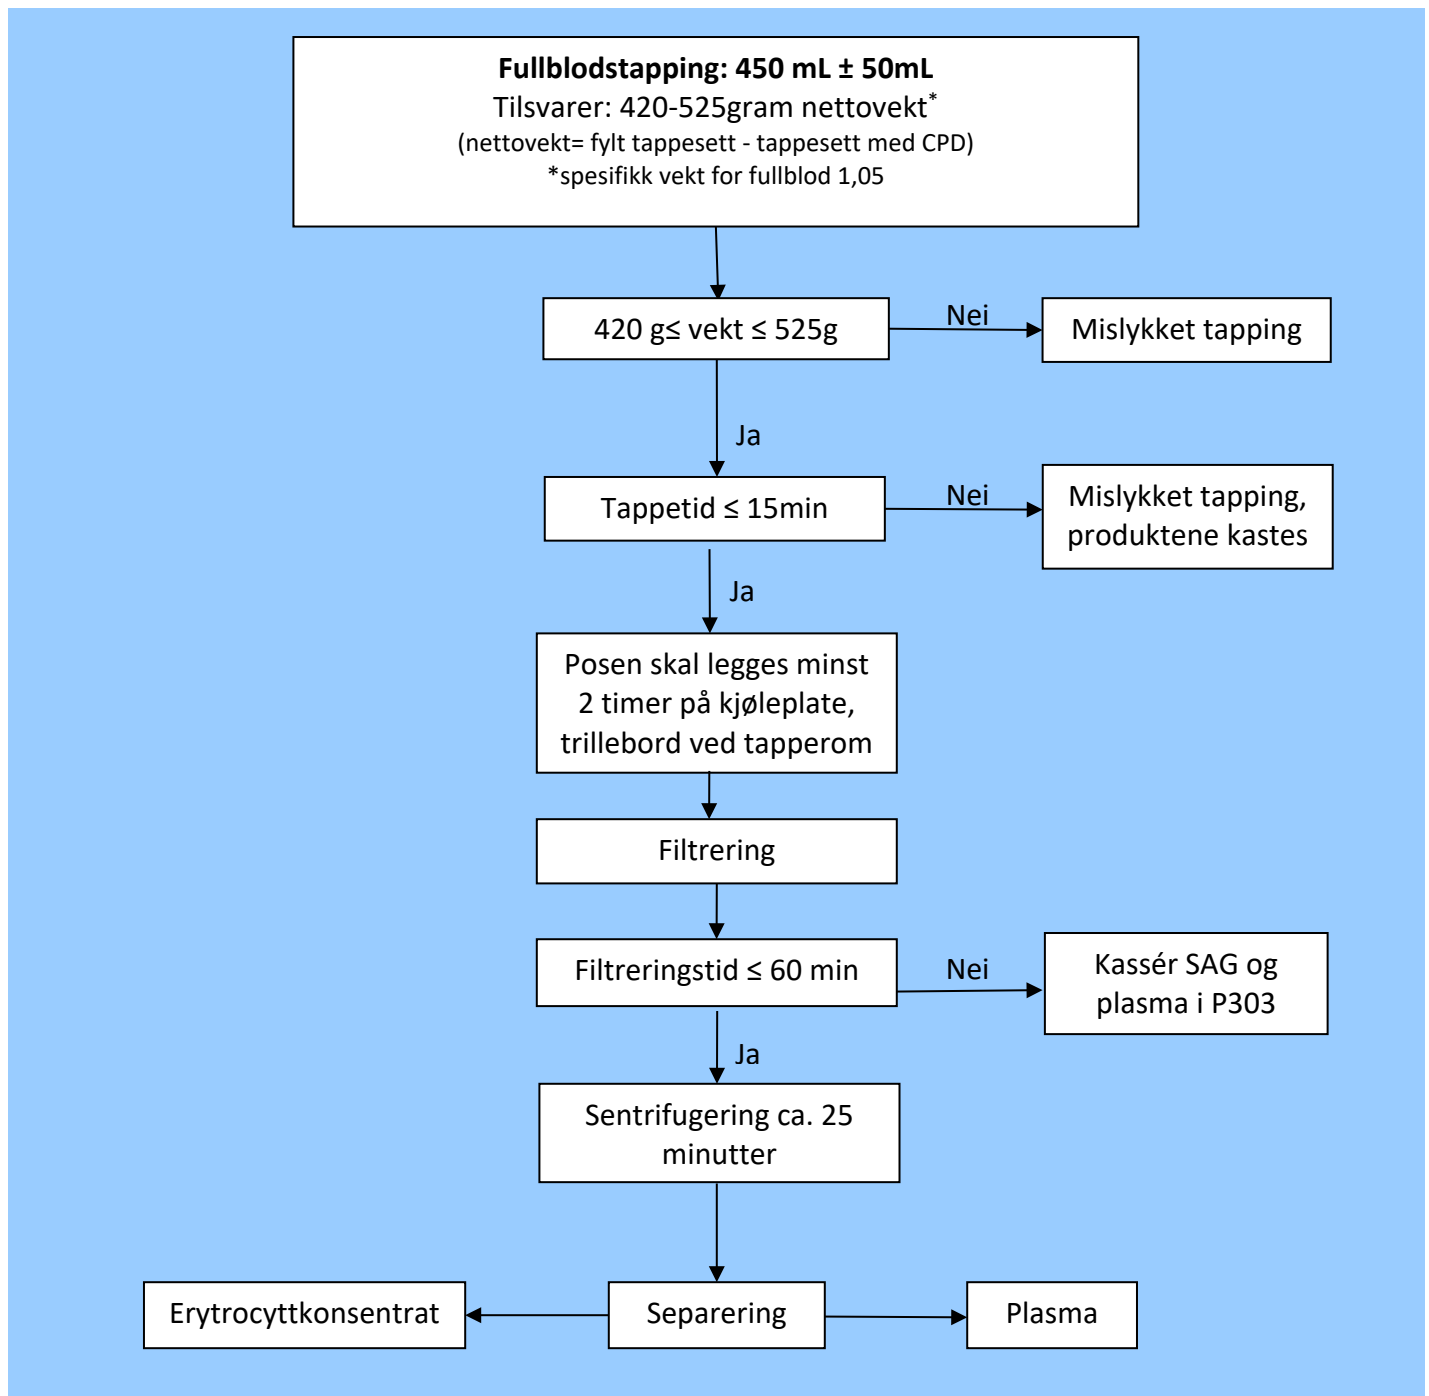 Fullblodstapping: 450 mL ± 50mL
Tilsvarer: 420-525gram nettovekt*
(nettovekt= fylt tappesett - tappesett med CPD)
*spesifikk vekt for fullblod 1,05
420 g≤ vekt ≤ 525g
Nei
Mislykket tapping
Ja
Tappetid ≤ 15min
Nei
Mislykket tapping,
produktene kastes
Ja
Posen skal legges minst
2 timer på kjøleplate,
trillebord ved tapperom
Filtrering
Filtreringstid ≤ 60 min
Nei
Kassér SAG og
plasma i P303
Ja
Sentrifugering ca. 25
minutter
Erytrocyttkonsentrat
Separering
Plasma